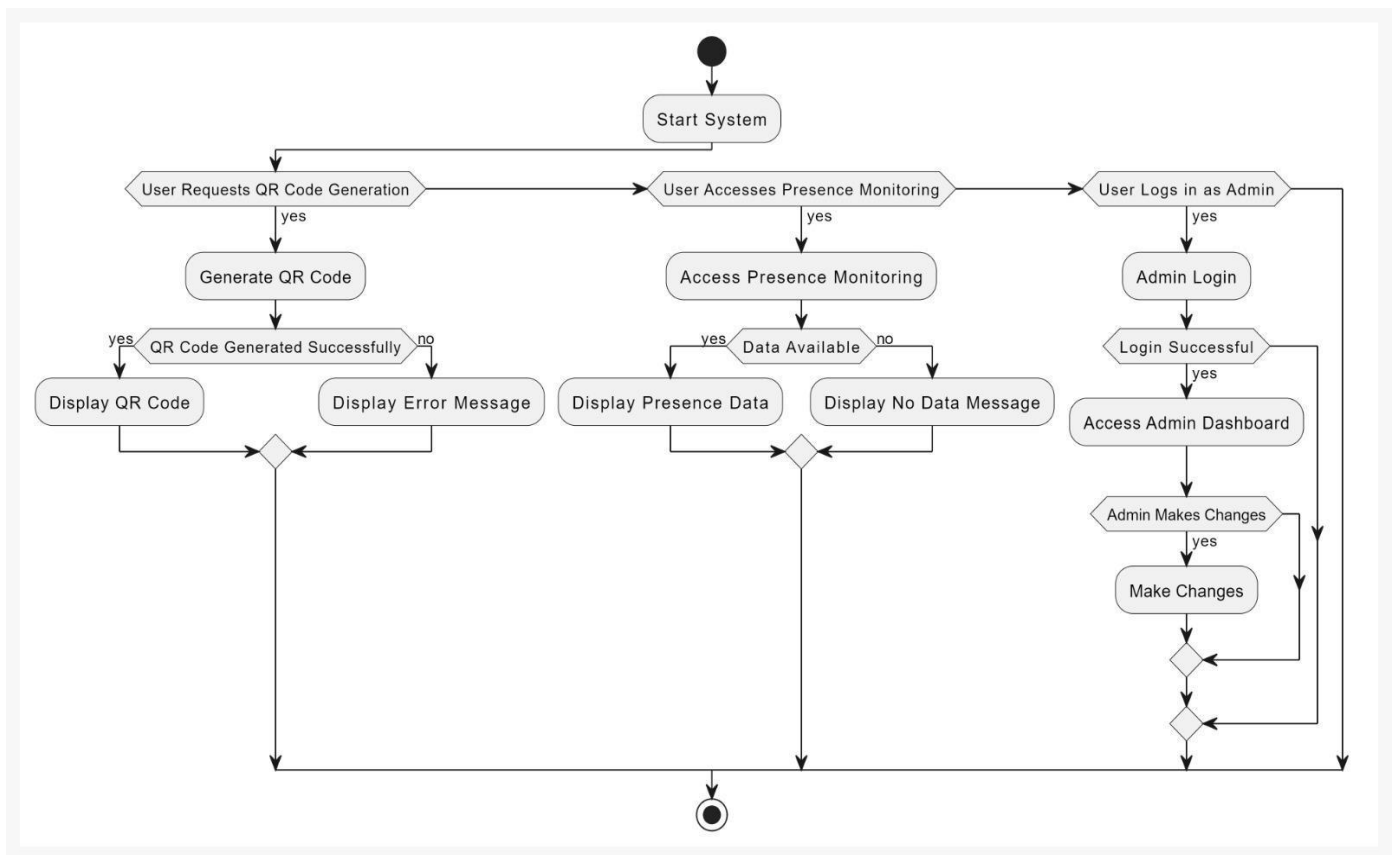 Start System
User Requests QR Code Generation
User Accesses Presence Monitoring
User Logs in as Admin
yes
yes
yes
Generate QR Code
Access Presence Monitoring
Admin Login
yes
QR Code Generated Successfully
no
yes
Data Available
no
Login Successful
yes
Display QR Code
Display Error Message
Display Presence Data
Display No Data Message
Access Admin Dashboard
Admin Makes Changes
yes
Make Changes